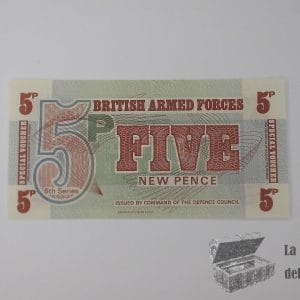 5P
BRITISH ARMED FORCES
5P
SPECIAL VOUCHER
5P
FIVE
SPECIAL VOUCHER
NEW PENCE
6th Series
5P
ISSUED BY COMMAND OF THE DEFENCE COUNCIL
5P
La
del